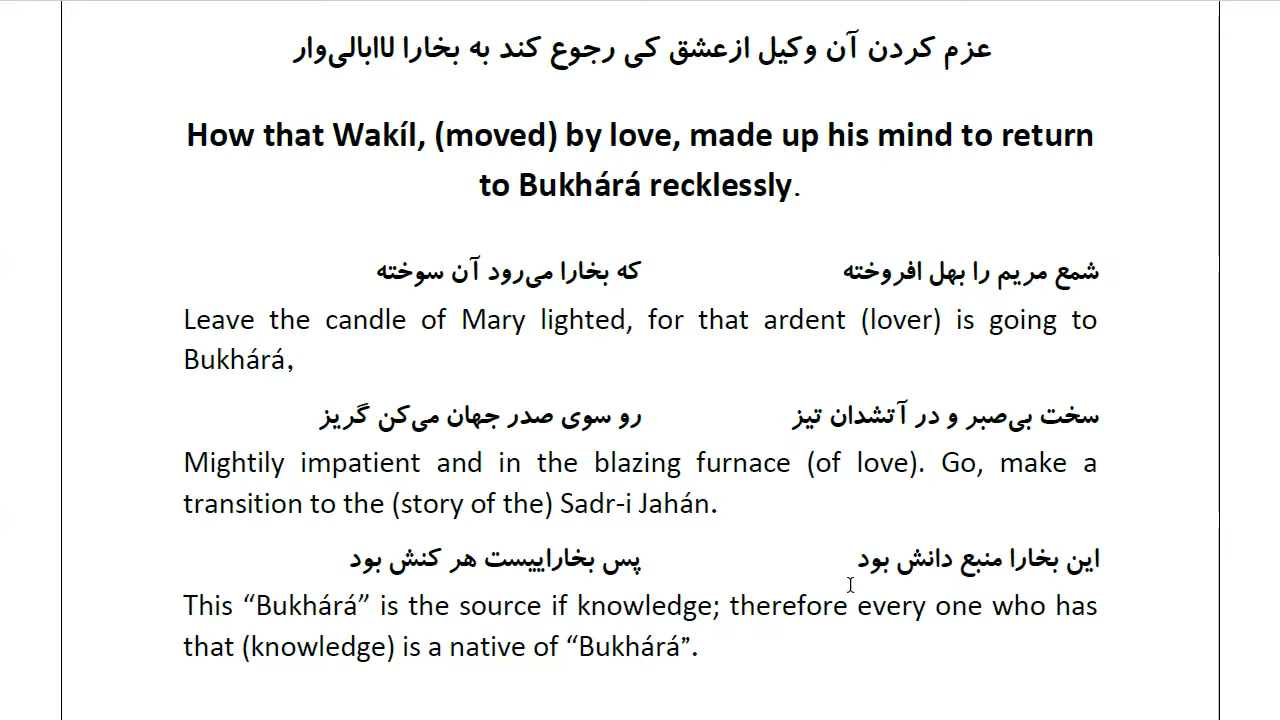 عزم کردن آن وکیل ازعشق کی رجوع کند به بخارا لاابالی‌وار
How that Wakíl, (moved) by love, made up his mind to return
to Bukhárá recklessly.
شمع مریم را بهل افروخته که بخارا می‌رود آن سوخته
Leave the candle of Mary lighted, for that ardent (lover) is going to
Bukhárá,
سخت بی‌صبر و در آتشدان تیز رو سوی صدر جهان می‌کن گریز
Mightily impatient and in the blazing furnace (of love). Go, make a
transition to the (story of the) Sadr-i Jahán.
این بخارا منبع دانش بود پس بخاراییست هر کنش بود
This “Bukhárá” is the source if knowledge; therefore every one who has
that (knowledge) is a native of “Bukhárá”.